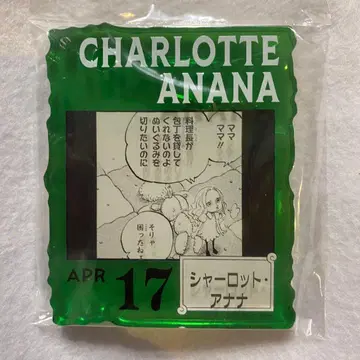 CHARLOTTE
ANANA
ママ
ママ!!
料理長が
包丁を貸して
くれないのよ
ぬいぐるみを
切りたいのに
そりゃ
困ったね
APR 17
シャーロット・
アナナ